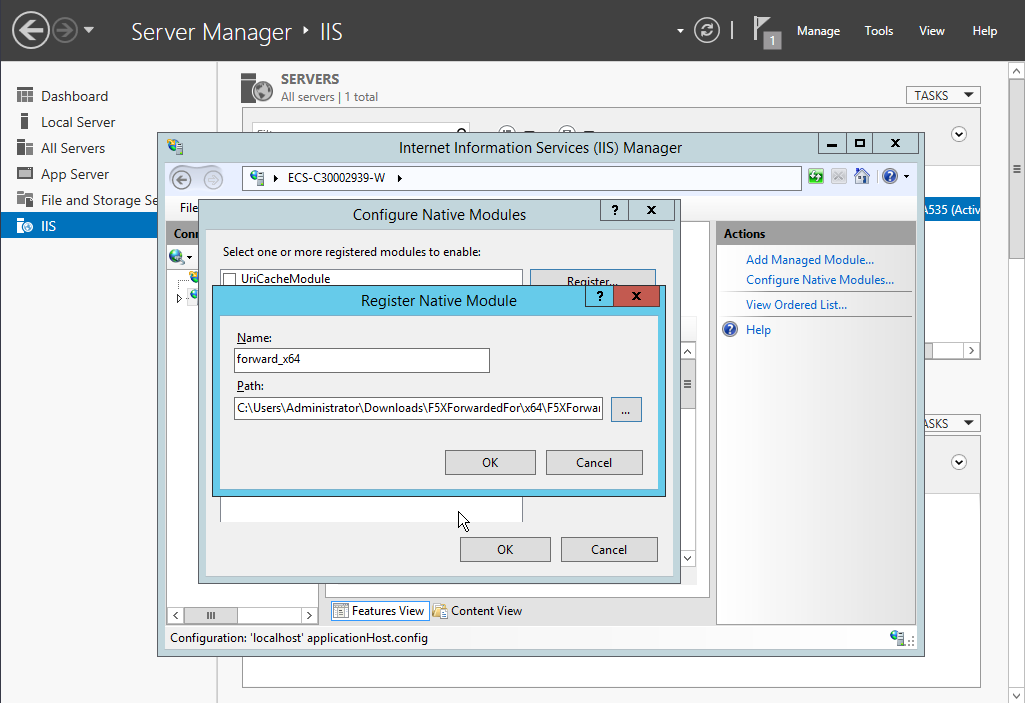 Server Manager ‣ IIS
1
Manage
Tools
View
Help
Dashboard
Local Server
All Servers
App Server
File and Storage Se
IIS
SERVERS
All servers | 1 total
TASKS
Internet Information Services (IIS) Manager
ECS-C30002939-W
File
Configure Native Modules
?
Select one or more registered modules to enable:
UriCacheModule
Register...
Register Native Module
?
Name:
forward_x64
Path:
C:\Users\Administrator\Downloads\F5XForwardedFor\x64\F5XForwar
...
OK
Cancel
OK
Cancel
Actions
Add Managed Module...
Configure Native Modules...
View Ordered List...
Help
A535 (Activ
ASKS
Features View
Content View
Configuration: 'localhost' applicationHost.config